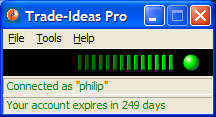 Trade-Ideas Pro
File Tools Help
Connected as "philip"
Your account expires in 249 days